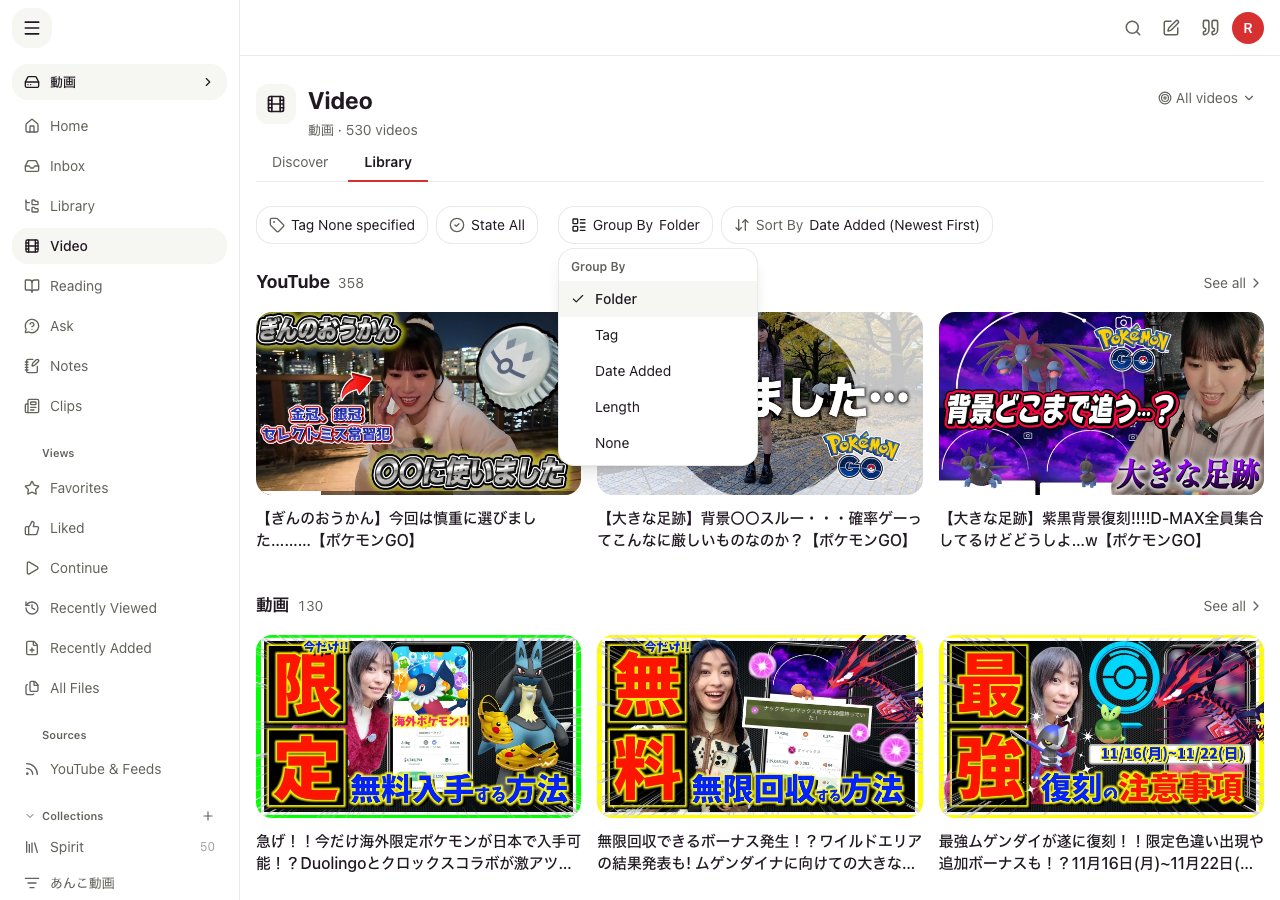 R
動画
Home
Inbox
Library
Video
Reading
Ask
Notes
Clips
Views
Favorites
Liked
Continue
Recently Viewed
Recently Added
All Files
Sources
YouTube & Feeds
Collections
Spirit 50
あんこ動画
Video
動画 · 530 videos
All videos
Discover
Library
Tag None specified
State All
Group By Folder
Sort By Date Added (Newest First)
Group By
Folder
Tag
Date Added
Length
None
YouTube 358
See all
ぎんのおうかん
金冠、銀冠
セレクトミス常習犯
〇〇に使いました
ました…
Pokémon
GO
Pokémon
GO
背景どこまで追う…?
大きな足跡
【ぎんのおうかん】今回は慎重に選びまし
た………【ポケモンGO】
【大きな足跡】背景〇〇スルー・・・確率ゲーっ
てこんなに厳しいものなのか？【ポケモンGO】
【大きな足跡】紫黒背景復刻!!!!D-MAX全員集合
してるけどどうしよ…w【ポケモンGO】
動画 130
See all
今だけ!!
限定
海外ポケモン!!
無料入手する方法
今だけ!!
無料
無限回収する方法
最強
11/16(月)~11/22(日)
復刻の注意事項
急げ！！今だけ海外限定ポケモンが日本で入手可
能！？Duolingoとクロックスコラボが激アツ...
無限回収できるボーナス発生！？ワイルドエリア
の結果発表も! ムゲンダイナに向けての大きな...
最強ムゲンダイが遂に復刻！！限定色違い出現や
追加ボーナスも！？11月16日(月)~11月22日(...